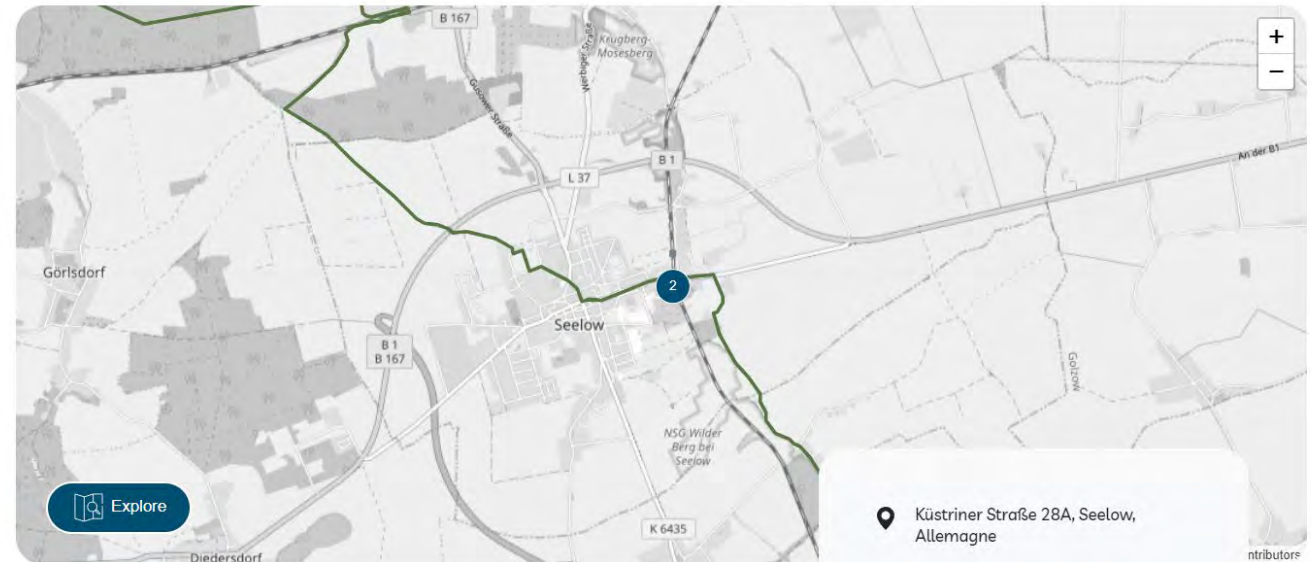 B 167
+
−
Krugberg-
Mosesberg
Werbiger Straße
Gusower Straße
B 1
An der B1
L 37
Görlsdorf
2
Seelow
B 1
B 167
Golzow
NSG Wilder
Berg bei
Seelow
Explore
K 6435
Küstriner Straße 28A, Seelow,
Allemagne
Diedersdorf
ntributors